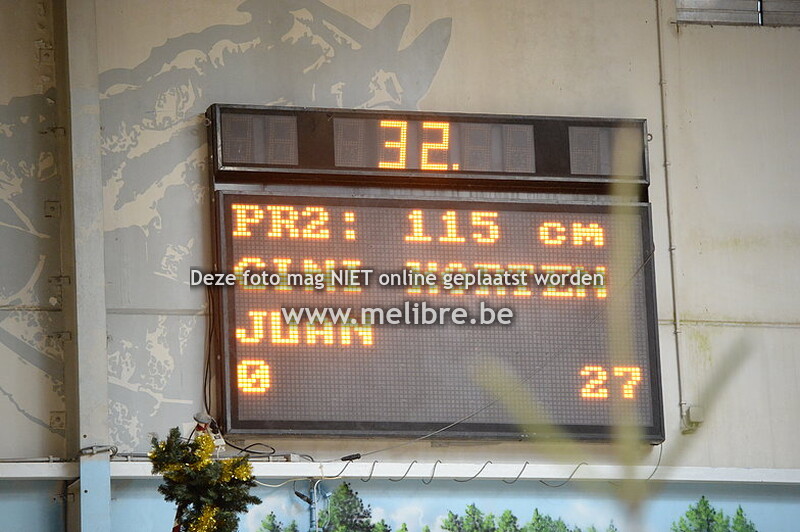 32.
PR2: 115 cm
Deze foto mag NIET online geplaatst worden
www.melibre.be
JUAN
0 27